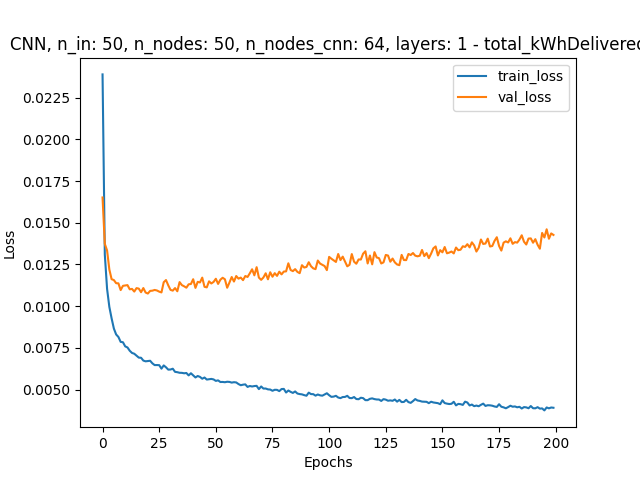 CNN, n_in: 50, n_nodes: 50, n_nodes_cnn: 64, layers: 1 - total_kWhDelivered
train_loss
val_loss
0.0225
0.0200
0.0175
0.0150
0.0125
0.0100
0.0075
0.0050
Loss
0 25 50 75 100 125 150 175 200
Epochs